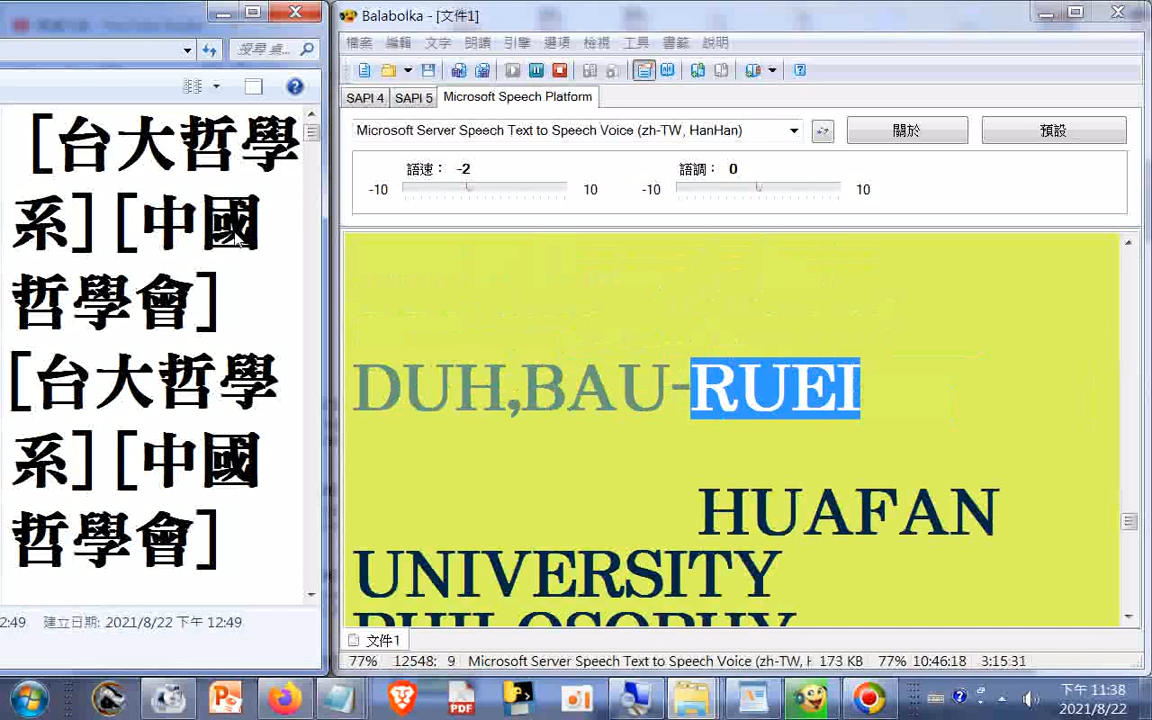 搜尋 桌...
[台大哲學
系] [中國
哲學會]
[台大哲學
系] [中國
哲學會]
2:49 建立日期: 2021/8/22 下午 12:49
Balabolka - [文件1]
檔案 編輯 文字 朗讀 引擎 選項 檢視 工具 書籤 說明
SAPI 4 SAPI 5 Microsoft Speech Platform
Microsoft Server Speech Text to Speech Voice (zh-TW, HanHan) 關於 預設
語速： -2 語調： 0
-10 10 -10 10
DUH,BAU-RUEI
HUAFAN
UNIVERSITY
PHILOSOPHY
文件1
77% 12548: 9 Microsoft Server Speech Text to Speech Voice (zh-TW, 173 KB 77% 10:46:18 3:15:31
下午 11:38
2021/8/22